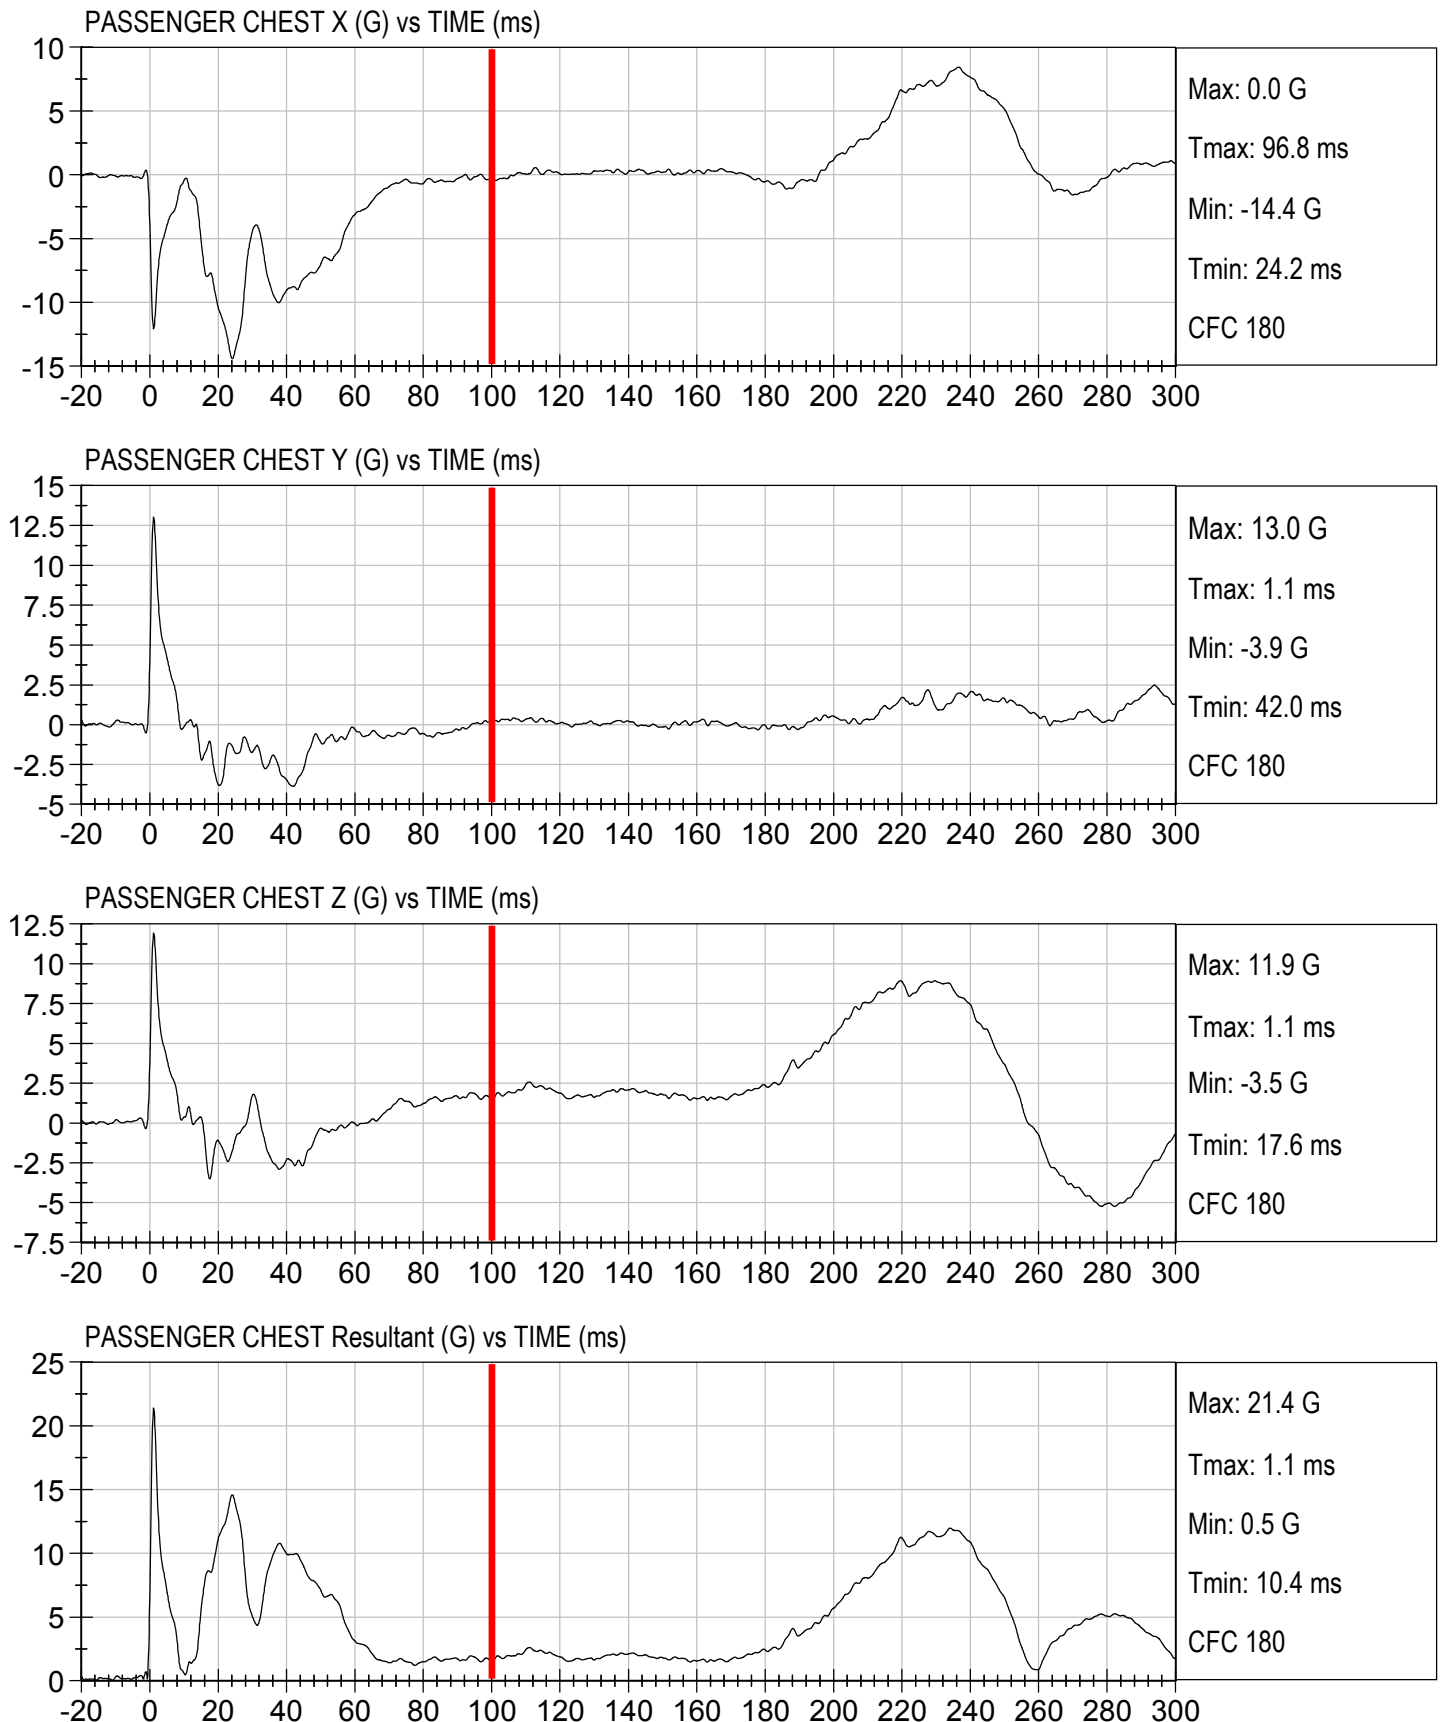 PASSENGER CHEST X (G) vs TIME (ms)
10
5
0
-5
-10
-15
-20 0 20 40 60 80 100 120 140 160 180 200 220 240 260 280 300
Max: 0.0 G
Tmax: 96.8 ms
Min: -14.4 G
Tmin: 24.2 ms
CFC 180
PASSENGER CHEST Y (G) vs TIME (ms)
15
12.5
10
7.5
5
2.5
0
-2.5
-5
-20 0 20 40 60 80 100 120 140 160 180 200 220 240 260 280 300
Max: 13.0 G
Tmax: 1.1 ms
Min: -3.9 G
Tmin: 42.0 ms
CFC 180
PASSENGER CHEST Z (G) vs TIME (ms)
12.5
10
7.5
5
2.5
0
-2.5
-5
-7.5
-20 0 20 40 60 80 100 120 140 160 180 200 220 240 260 280 300
Max: 11.9 G
Tmax: 1.1 ms
Min: -3.5 G
Tmin: 17.6 ms
CFC 180
PASSENGER CHEST Resultant (G) vs TIME (ms)
25
20
15
10
5
0
-20 0 20 40 60 80 100 120 140 160 180 200 220 240 260 280 300
Max: 21.4 G
Tmax: 1.1 ms
Min: 0.5 G
Tmin: 10.4 ms
CFC 180